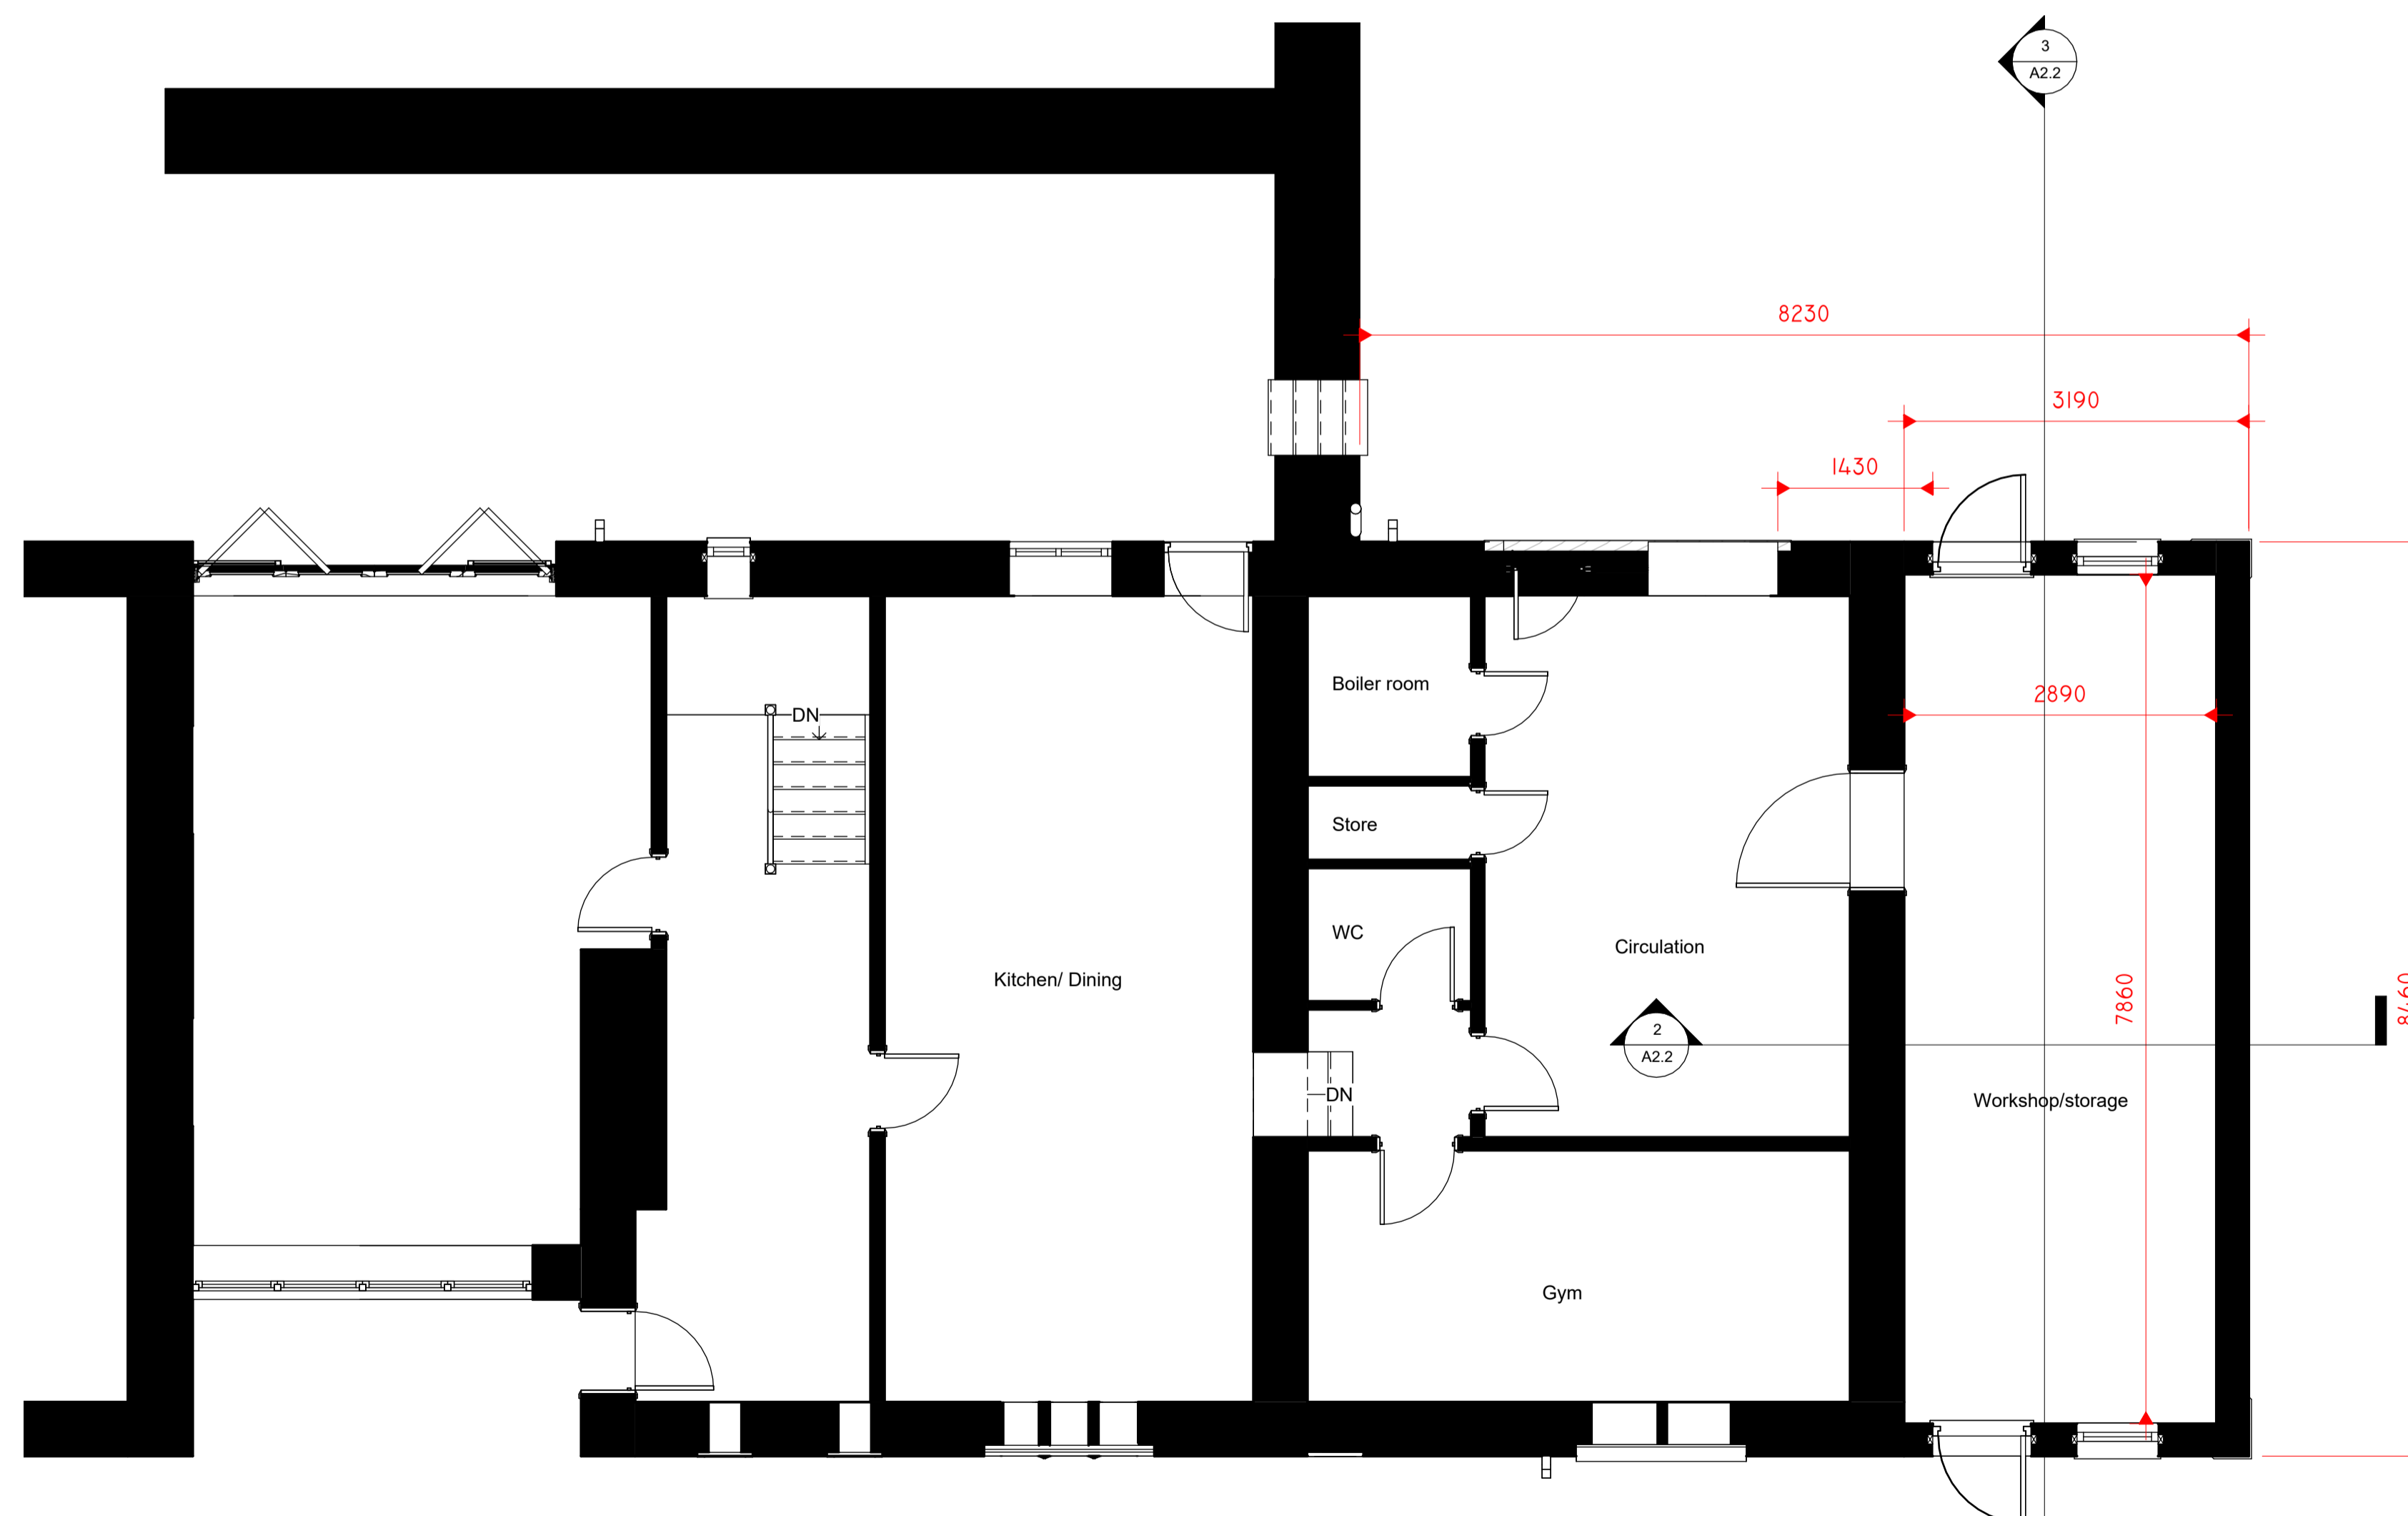 3
A2.2
8230
3190
1430
Boiler room
2890
DN
Store
WC
Circulation
Kitchen/ Dining
7860
8460
2
A2.2
DN
Workshop/storage
Gym